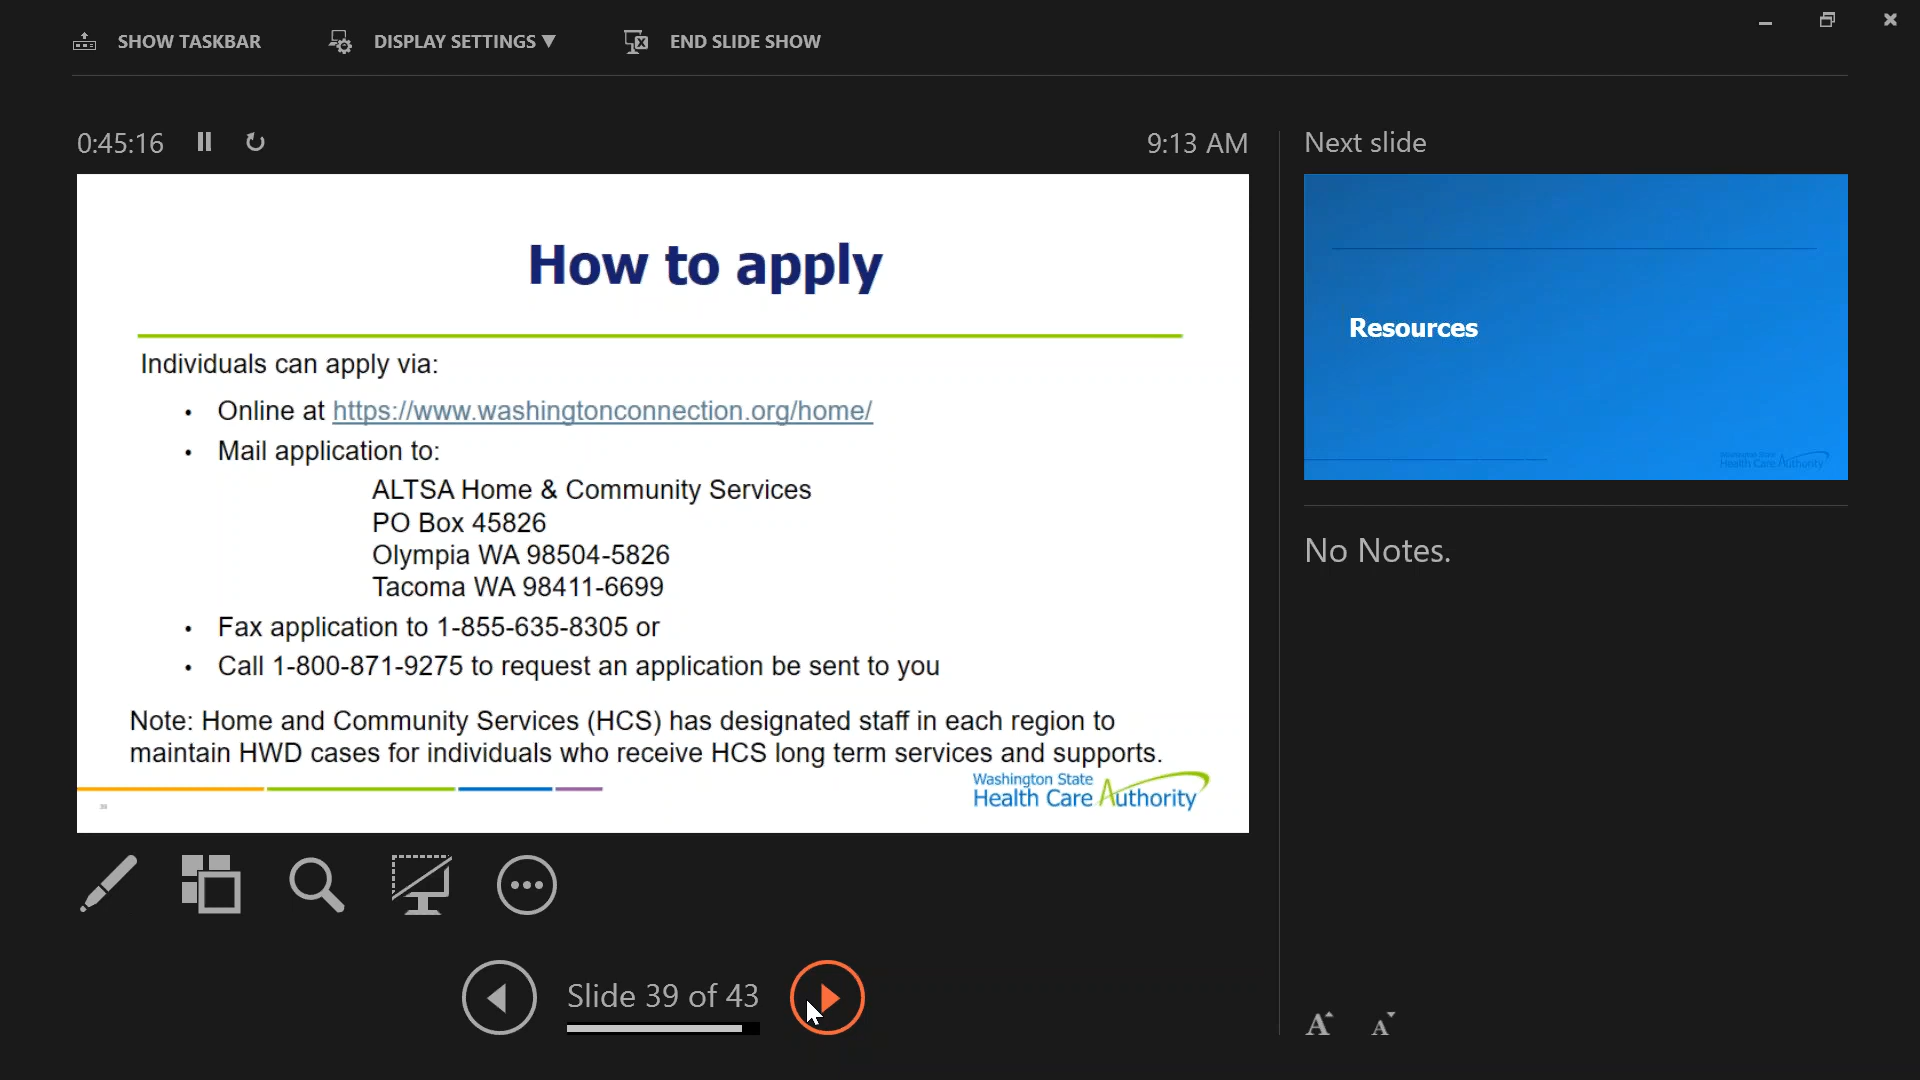 SHOW TASKBAR
DISPLAY SETTINGS ▼
END SLIDE SHOW
0:45:16
9:13 AM
How to apply
Individuals can apply via:
• Online at https://www.washingtonconnection.org/home/
• Mail application to:
ALTSA Home & Community Services
PO Box 45826
Olympia WA 98504-5826
Tacoma WA 98411-6699
• Fax application to 1-855-635-8305 or
• Call 1-800-871-9275 to request an application be sent to you
Note: Home and Community Services (HCS) has designated staff in each region to
maintain HWD cases for individuals who receive HCS long term services and supports.
Washington State
Health Care Authority
Slide 39 of 43
Next slide
Resources
Washington State
Health Care Authority
No Notes.
A A